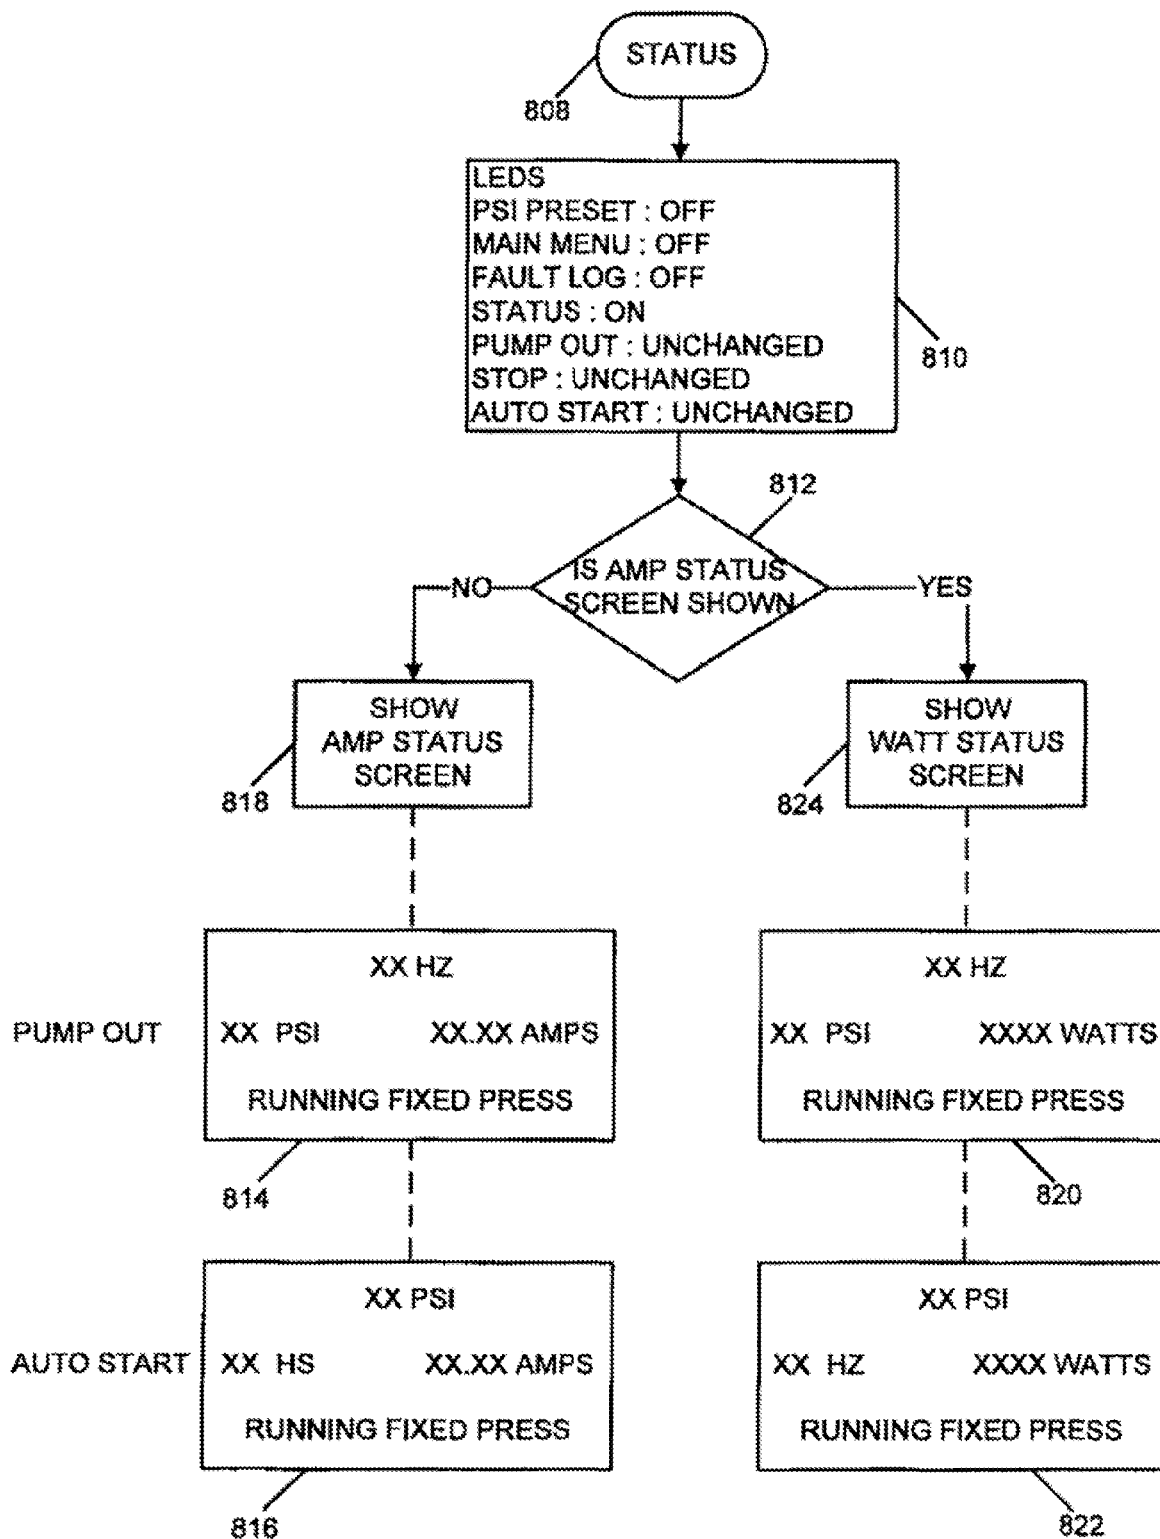 STATUS
808
LEDS
PSI PRESET : OFF
MAIN MENU : OFF
FAULT LOG : OFF
STATUS : ON
PUMP OUT : UNCHANGED
STOP : UNCHANGED
AUTO START : UNCHANGED
810
812
IS AMP STATUS
SCREEN SHOWN
NO
YES
SHOW
AMP STATUS
SCREEN
818
SHOW
WATT STATUS
SCREEN
824
PUMP OUT
XX HZ
XX PSI XX.XX AMPS
RUNNING FIXED PRESS
814
XX HZ
XX PSI XXXX WATTS
RUNNING FIXED PRESS
820
AUTO START
XX PSI
XX HS XX.XX AMPS
RUNNING FIXED PRESS
816
XX PSI
XX HZ XXXX WATTS
RUNNING FIXED PRESS
822